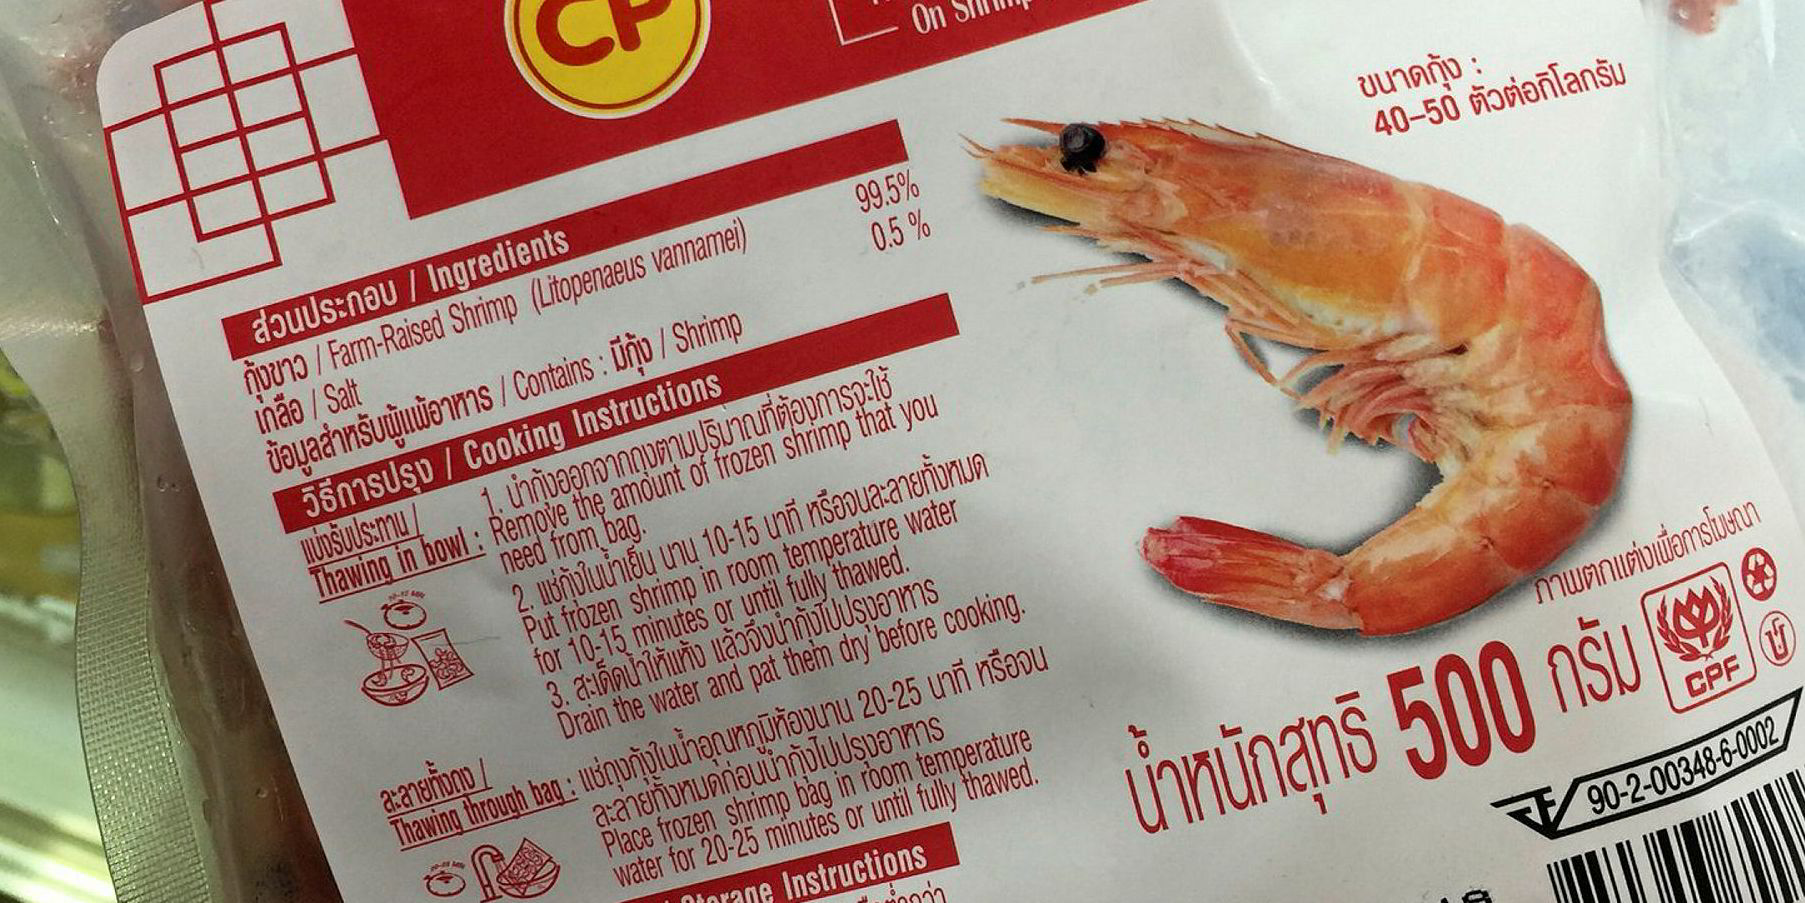 CP
On Shrimp
ขนาดกุ้ง :
40-50 ตัวต่อกิโลกรัม
ส่วนประกอบ / Ingredients
กุ้งขาว / Farm-Raised Shrimp (Litopenaeus vannamei) 99.5%
เกลือ / Salt 0.5 %
ข้อมูลสำหรับผู้แพ้อาหาร / Contains : มีกุ้ง / Shrimp
วิธีการปรุง / Cooking Instructions
แบ่งรับประทาน /
Thawing in bowl :
1. นำกุ้งออกจากถุงตามปริมาณที่ต้องการจะใช้
Remove the amount of frozen shrimp that you
need from bag.
2. แช่กุ้งในน้ำเย็น นาน 10-15 นาที หรือจนละลายทั้งหมด
Put frozen shrimp in room temperature water
for 10-15 minutes or until fully thawed.
3. สะเด็ดน้ำให้แห้ง แล้วจึงนำกุ้งไปปรุงอาหาร
Drain the water and pat them dry before cooking.
ละลายทั้งถุง /
Thawing through bag :
แช่ถุงกุ้งในน้ำอุณหภูมิห้องนาน 20-25 นาที หรือจน
ละลายทั้งหมดก่อนนำกุ้งไปปรุงอาหาร
Place frozen shrimp bag in room temperature
water for 20-25 minutes or until fully thawed.
Storage Instructions
ภาพตกแต่งเพื่อการโฆษณา
CPF
น้ำหนักสุทธิ 500 กรัม
90-2-00348-6-0002